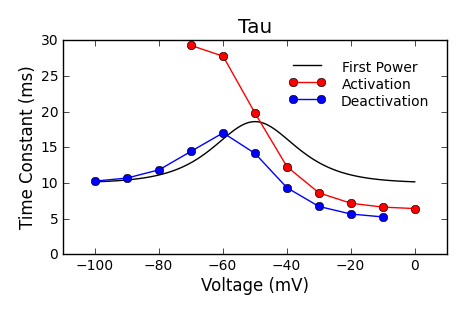 Tau
Time Constant (ms)
30
25
20
15
10
5
0
First Power
Activation
Deactivation
−100
−80
−60
−40
−20
0
Voltage (mV)